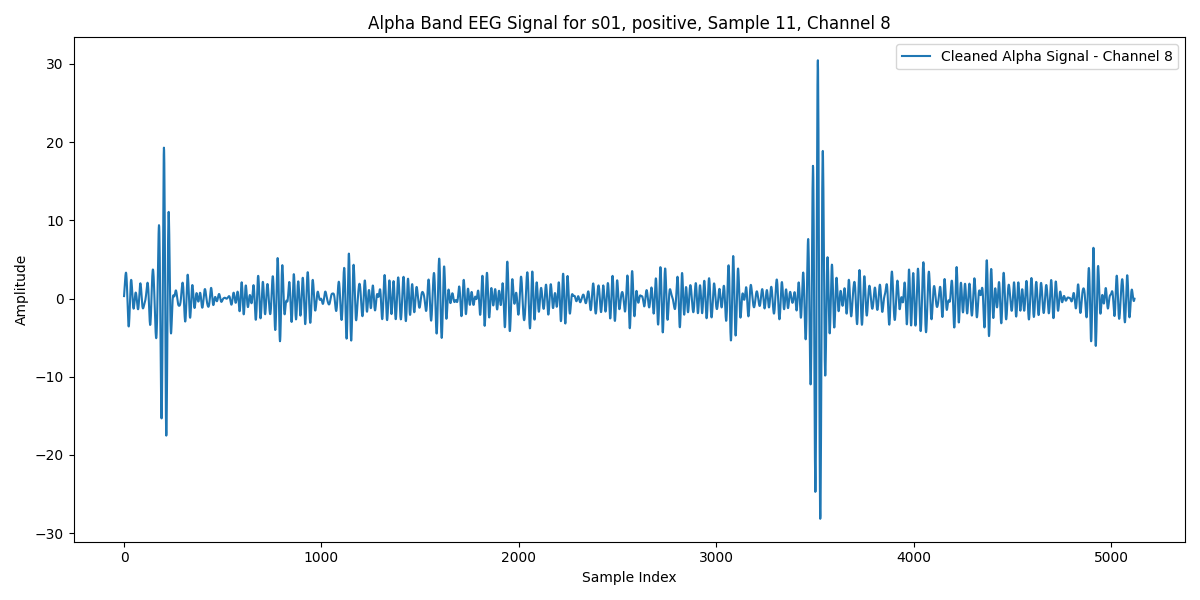 Alpha Band EEG Signal for s01, positive, Sample 11, Channel 8
Cleaned Alpha Signal - Channel 8
30
20
10
0
−10
−20
−30
Amplitude
0 1000 2000 3000 4000 5000
Sample Index